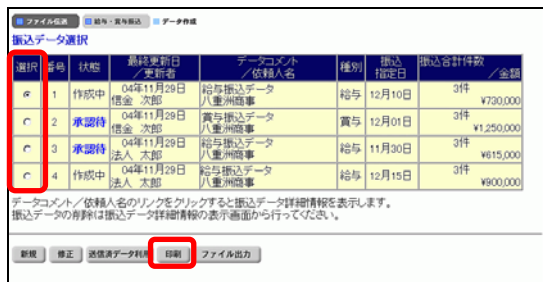 ファイル伝送 給与・賞与振込 データ作成
振込データ選択
選択 番号 状態 最終更新日／更新者 データコメント／依頼人名 種別 振込指定日 振込合計件数／金額
1 作成中 04年11月29日 給与振込データ 給与 12月10日 3件
信金 次郎 八重洲商事 ¥730,000
2 承認待 04年11月29日 賞与振込データ 賞与 12月01日 3件
信金 次郎 八重洲商事 ¥1,250,000
3 承認待 04年11月29日 給与振込データ 給与 11月30日 3件
法人 太郎 八重洲商事 ¥615,000
4 作成中 04年11月29日 給与振込データ 給与 12月15日 3件
法人 太郎 八重洲商事 ¥900,000
データコメント／依頼人名のリンクをクリックすると振込データ詳細情報を表示します。
振込データの削除は振込データ詳細情報の表示画面から行ってください。
新規 修正 送信済データ利用 印刷 ファイル出力